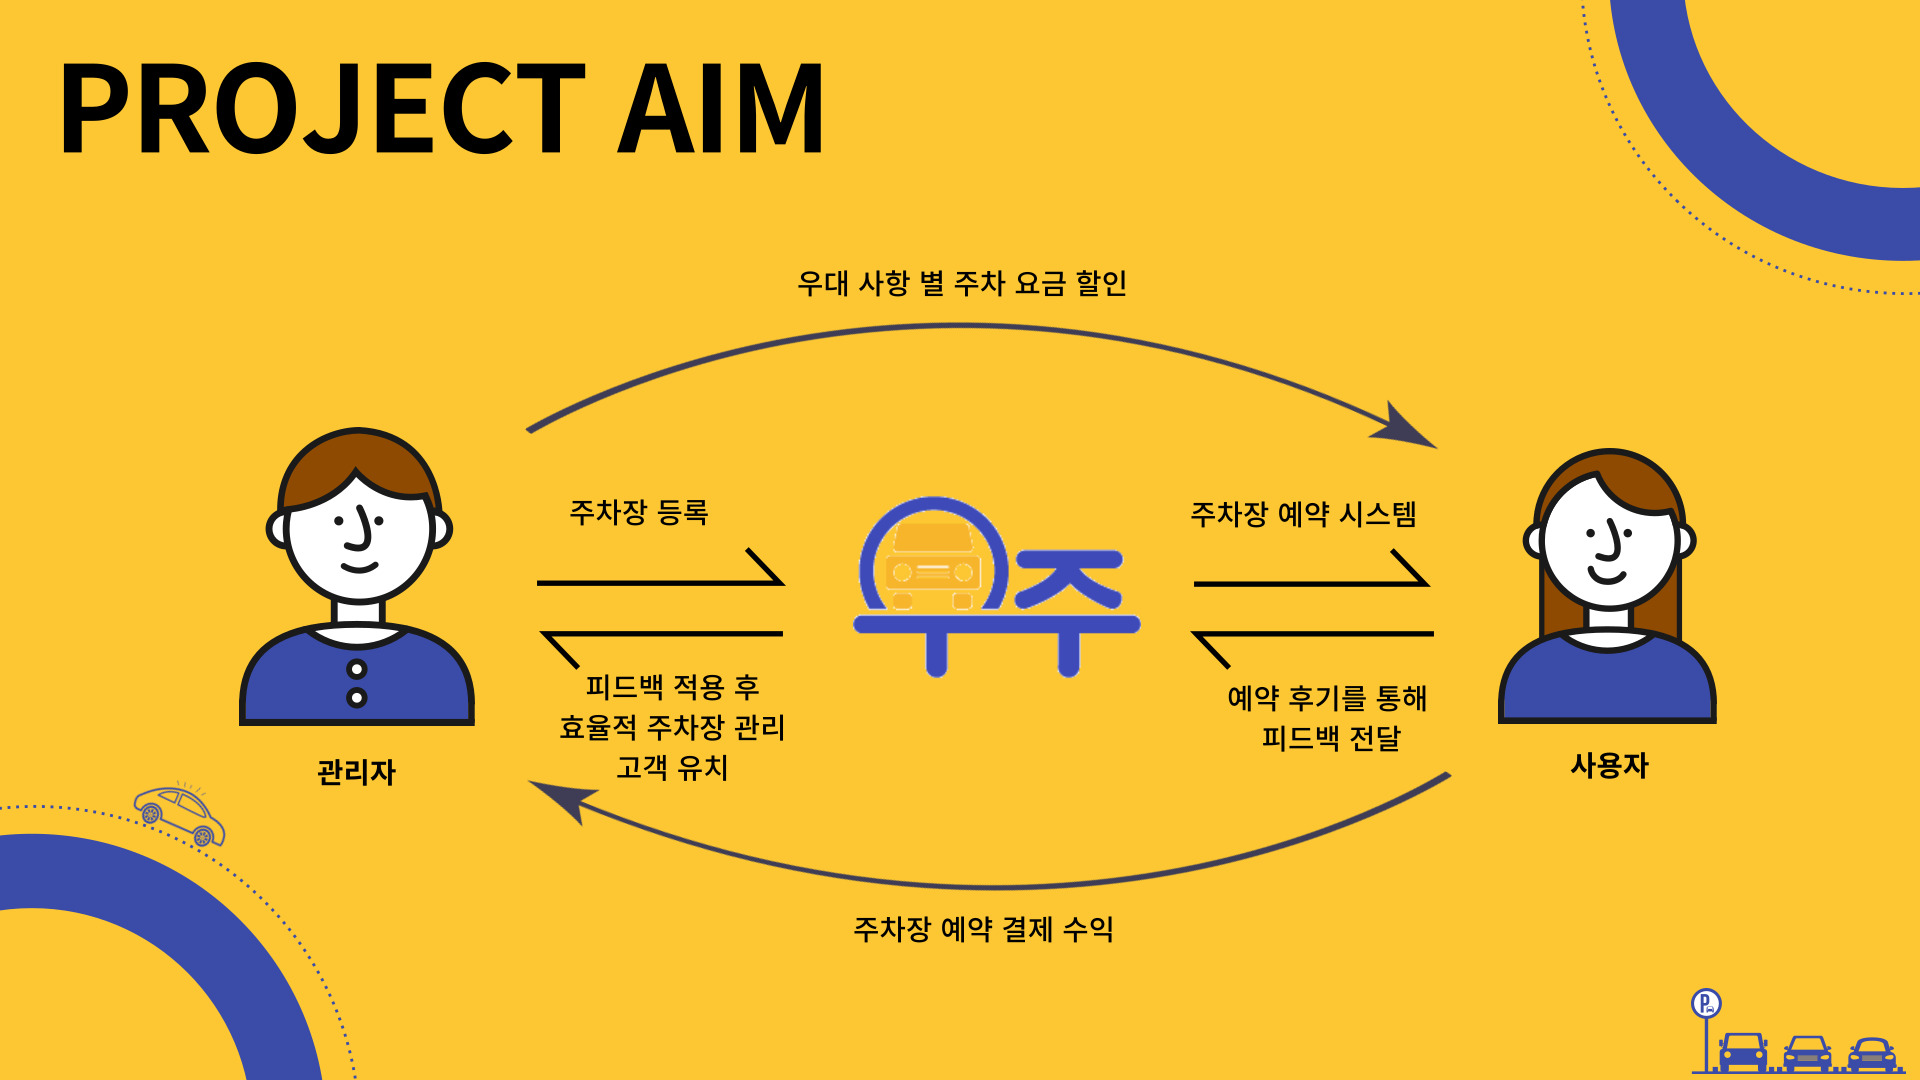 PROJECT AIM
우대 사항 별 주차 요금 할인
주차장 등록
주차장 예약 시스템
우주
피드백 적용 후
효율적 주차장 관리
고객 유치
예약 후기를 통해
피드백 전달
관리자
사용자
주차장 예약 결제 수익
P